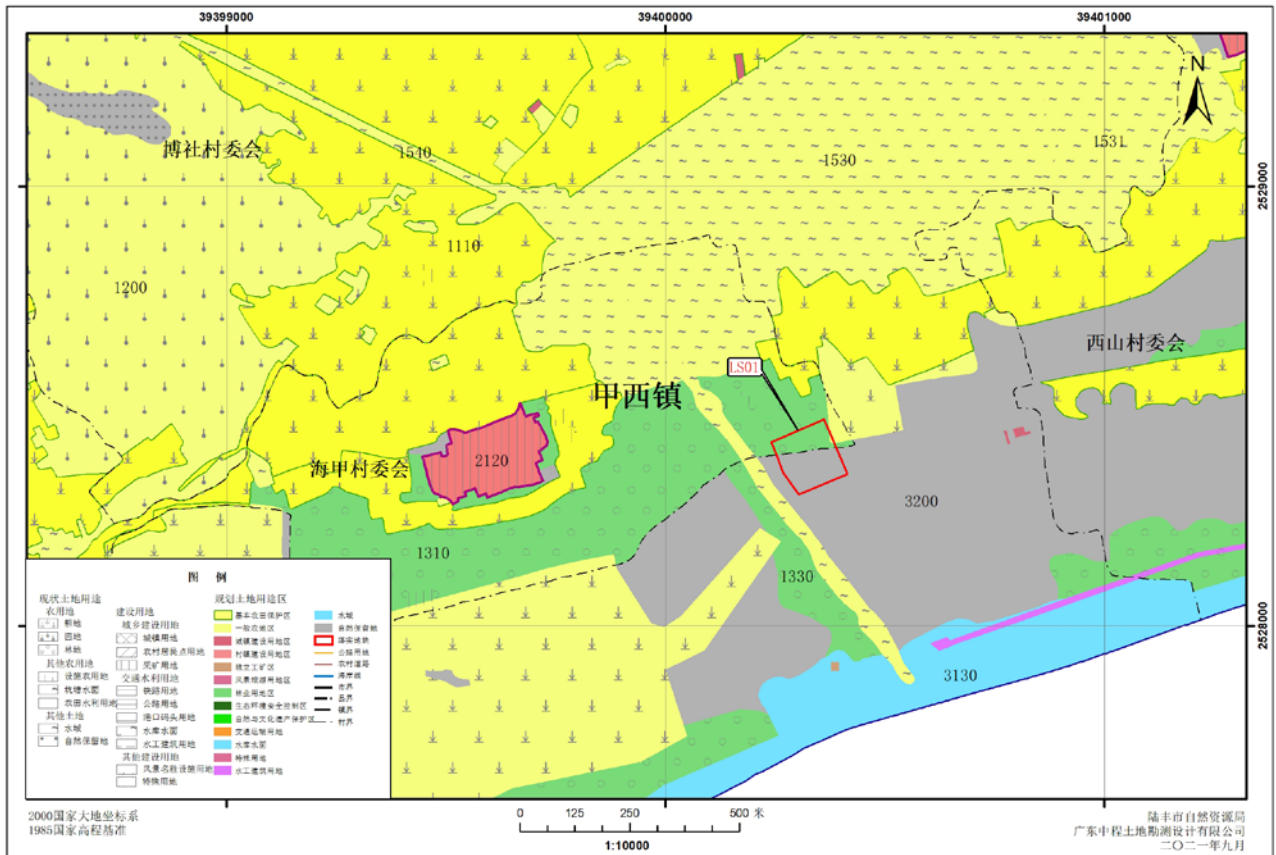 39399000
39400000
39401000
N
1540
1530
1531
博社村委会
2529000
2529000
1110
1200
西山村委会
LS01
甲西镇
海甲村委会
2120
3200
1310
1330
2528000
3130
图 例
现状土地用途
农用地
耕地
园地
林地
其他农用地
设施农用地
坑塘水面
农田水利用地
其他土地
水域
自然保留地
建设用地
城乡建设用地
城镇用地
农村居民点用地
采矿用地
交通水利用地
铁路用地
公路用地
港口码头用地
水库水面
水工建筑用地
其他建设用地
风景名胜设施用地
特殊用地
规划土地用途区
基本农田保护区
一般农地区
城镇建设用地区
村镇建设用地区
独立工矿区
风景旅游用地区
林业用地区
生态环境安全控制区
自然与文化遗产保护区
交通运输用地
水库水面
特殊用地
水工建筑用地
水域
自然保留地
落实地块
公路用地
农村道路
海岸线
市界
县界
镇界
村界
2000国家大地坐标系
1985国家高程基准
0 125 250 500 米
1:10000
陆丰市自然资源局
广东中程土地勘测设计有限公司
二〇二一年九月